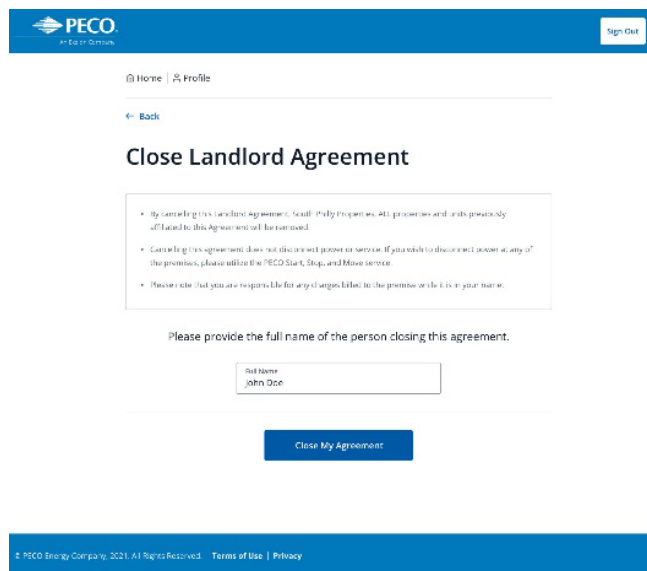 PECO.
An Exelon Company
Sign Out
Home | Profile
← Back
Close Landlord Agreement
• By cancelling this Landlord Agreement, South Philly Properties, ALL properties and units previously
affiliated to this Agreement will be removed.
• Cancelling this agreement does not disconnect power or service. If you wish to disconnect power at any of
the premises, please utilize the PECO Start, Stop, and Move service.
• Please note that you are responsible for any charges billed to the premise while it is in your name.
Please provide the full name of the person closing this agreement.
Full Name
John Doe
Close My Agreement
© PECO Energy Company, 2021. All Rights Reserved. Terms of Use | Privacy